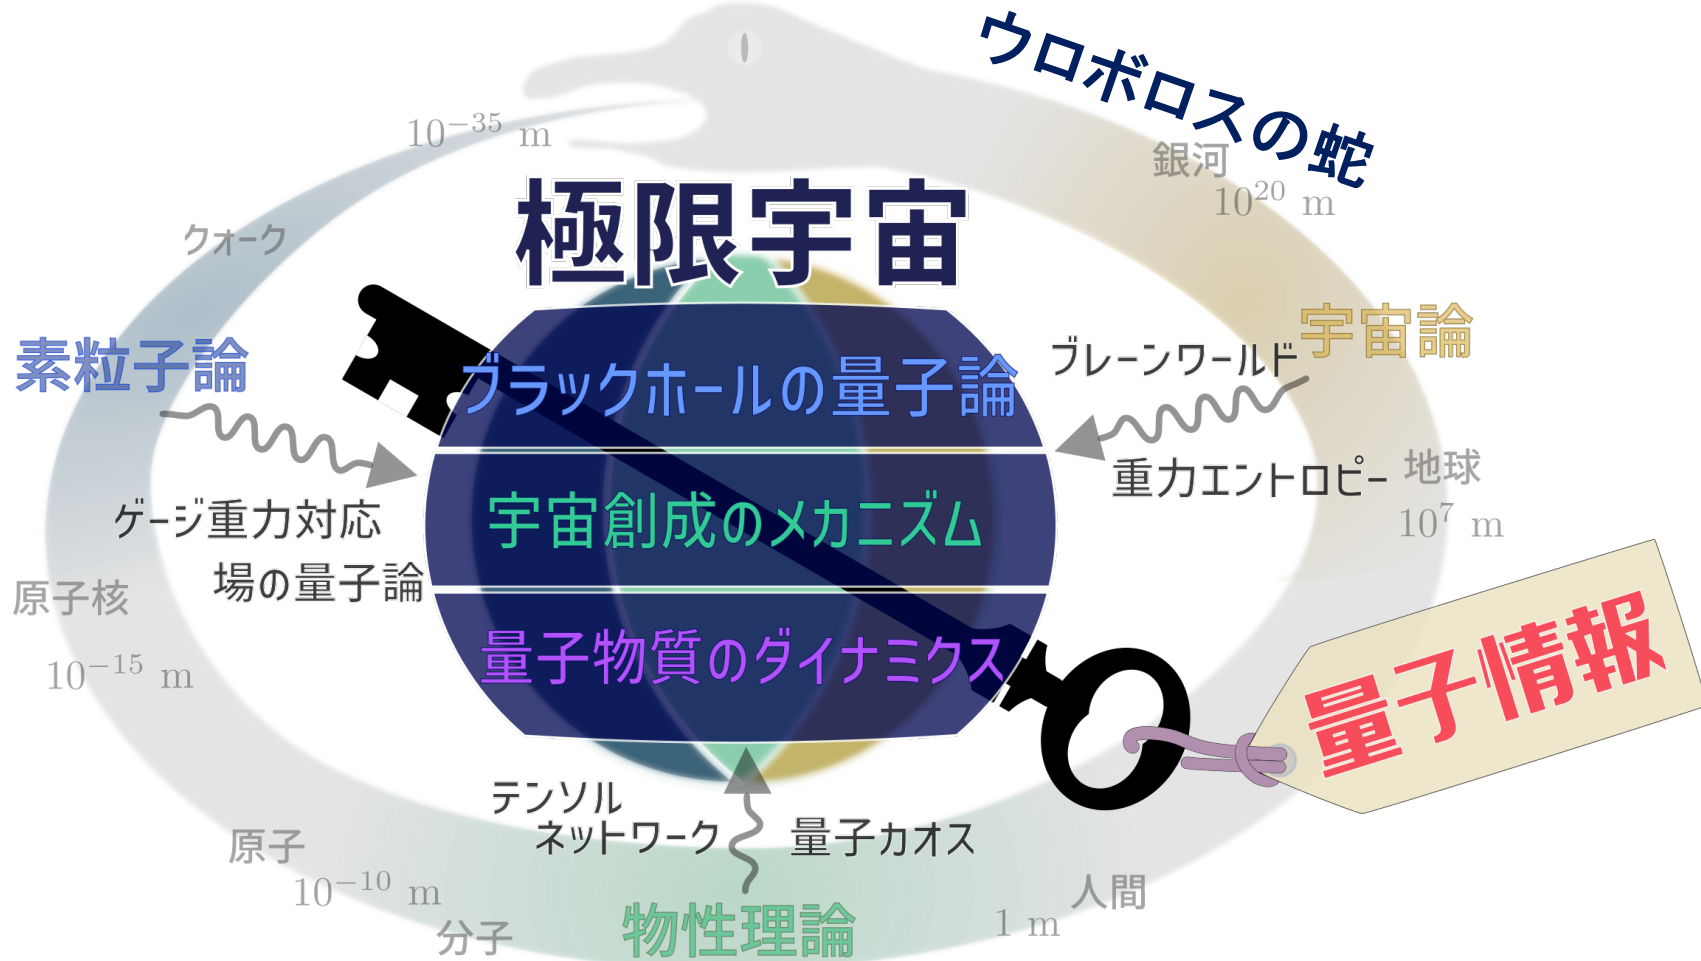 ウロボロスの蛇
10⁻³⁵ m
銀河
10²⁰ m
極限宇宙
クォーク
素粒子論
宇宙論
ブラックホールの量子論
ブレーンワールド
重力エントロピー
地球
10⁷ m
ゲージ重力対応
場の量子論
宇宙創成のメカニズム
原子核
10⁻¹⁵ m
量子物質のダイナミクス
量子情報
テンソル
ネットワーク
量子カオス
原子
10⁻¹⁰ m
分子
物性理論
人間
1 m